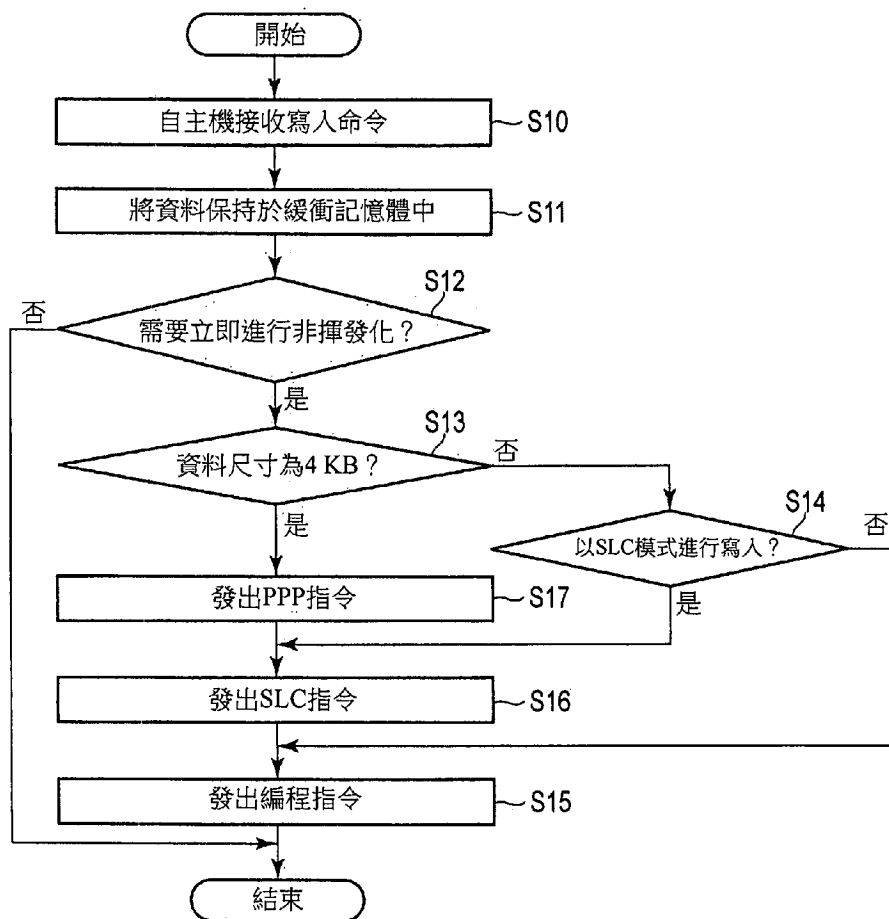 開始
自主機接收寫入命令
S10
將資料保持於緩衝記憶體中
S11
S12
否
需要立即進行非揮發化？
是
S13
資料尺寸為4 KB？
否
是
S14
以SLC模式進行寫入？
否
是
發出PPP指令
S17
發出SLC指令
S16
發出編程指令
S15
結束